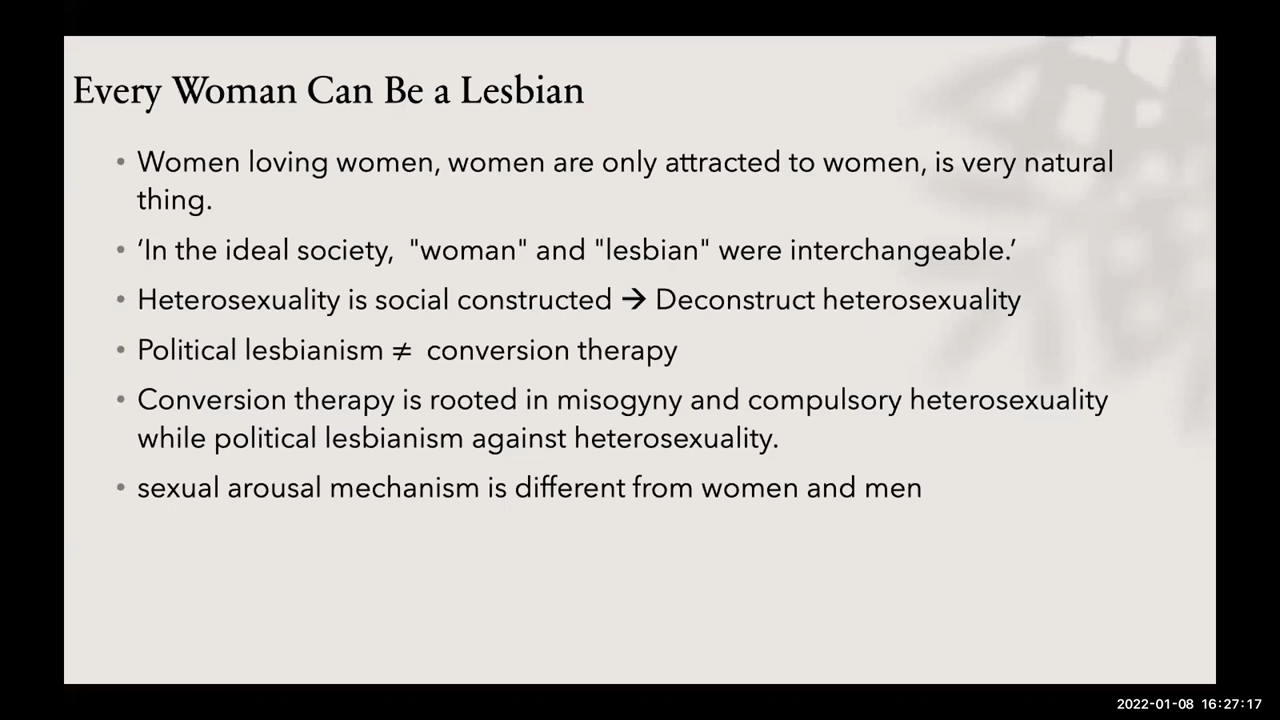 Every Woman Can Be a Lesbian
• Women loving women, women are only attracted to women, is very natural
thing.
• ‘In the ideal society,  "woman" and "lesbian" were interchangeable.’
• Heterosexuality is social constructed → Deconstruct heterosexuality
• Political lesbianism ≠  conversion therapy
• Conversion therapy is rooted in misogyny and compulsory heterosexuality
while political lesbianism against heterosexuality.
• sexual arousal mechanism is different from women and men
2022-01-08 16:27:17